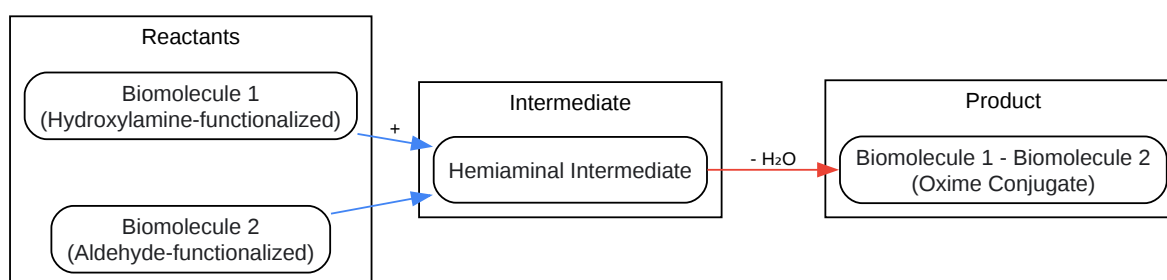 Reactants
Biomolecule 1
(Hydroxylamine-functionalized)
Biomolecule 2
(Aldehyde-functionalized)
+
Intermediate
Hemiaminal Intermediate
- H₂O
Product
Biomolecule 1 - Biomolecule 2
(Oxime Conjugate)